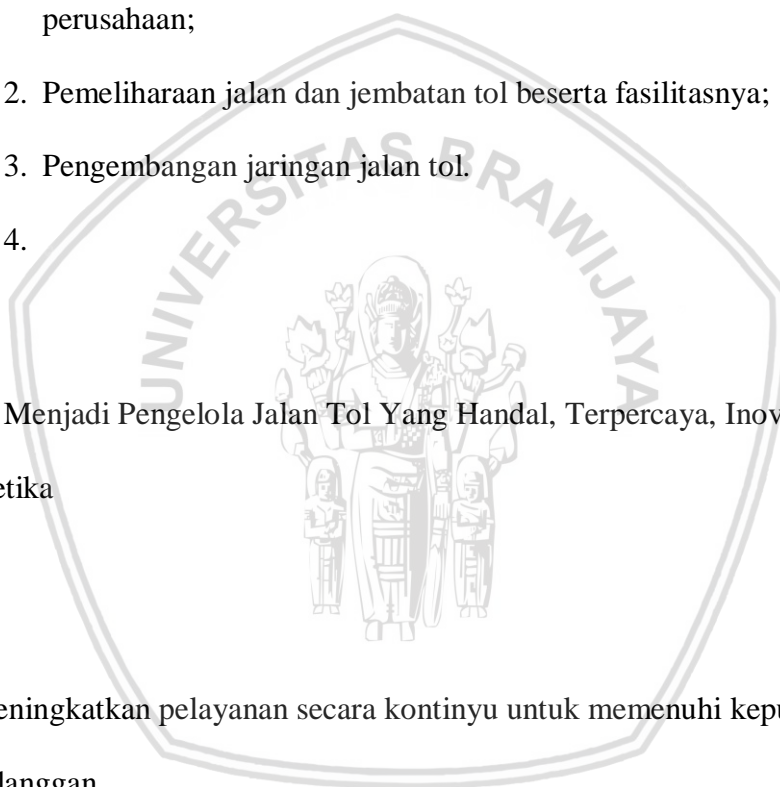 perusahaan;
2. Pemeliharaan jalan dan jembatan tol beserta fasilitasnya;
3. Pengembangan jaringan jalan tol.
4.
UNIVERSITAS BRAWIJAYA
Menjadi Pengelola Jalan Tol Yang Handal, Terpercaya, Inov
etika
eningkatkan pelayanan secara kontinyu untuk memenuhi kepu
langgan